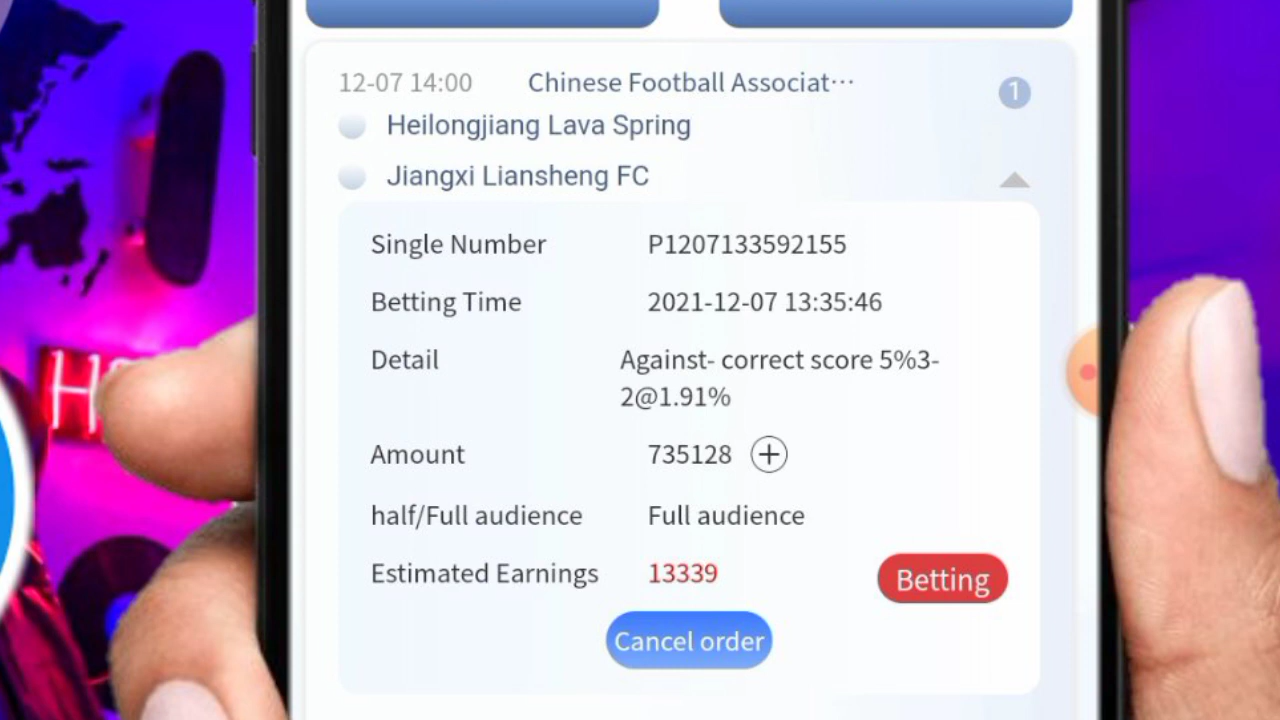 12-07 14:00 Chinese Football Associat···
1
Heilongjiang Lava Spring
Jiangxi Liansheng FC
Single Number P1207133592155
Betting Time 2021-12-07 13:35:46
Detail Against- correct score 5%3-
2@1.91%
Amount 735128
half/Full audience Full audience
Estimated Earnings 13339
Betting
Cancel order